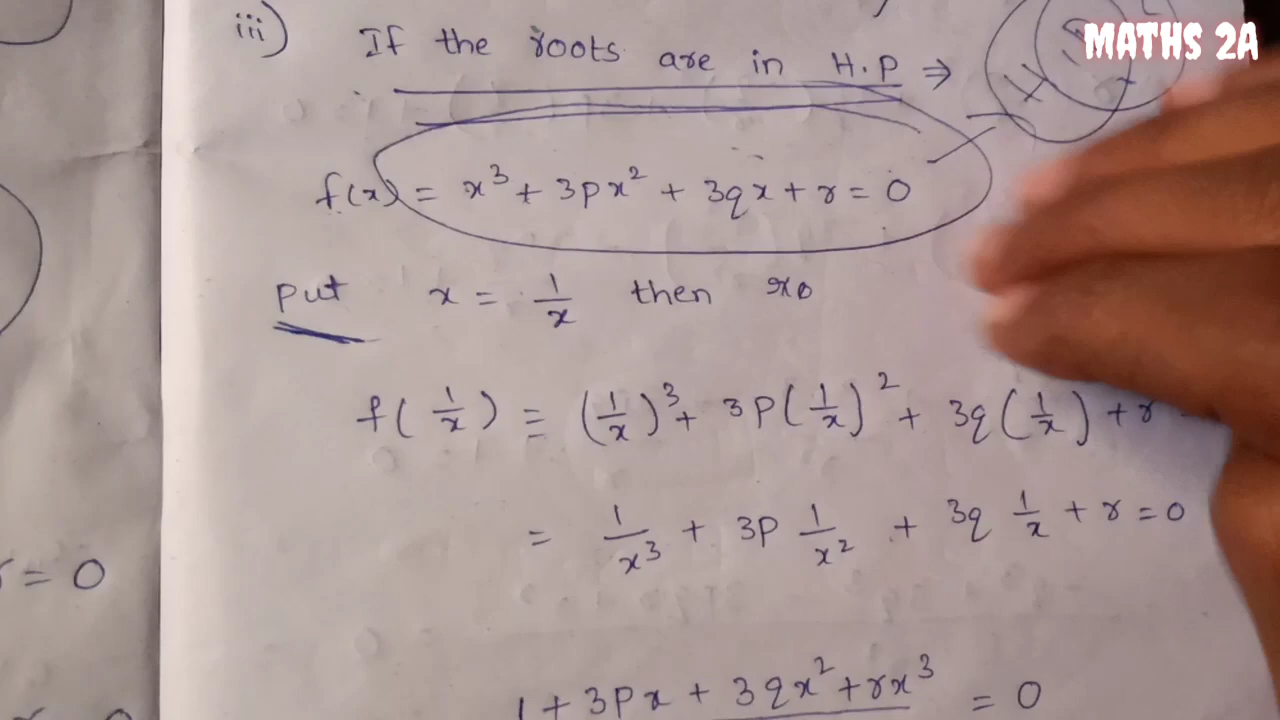 MATHS 2A
iii) If the roots are in H.P ⇒
f(x) = x³ + 3px² + 3qx + r = 0
Put x = 1/x then
f(1/x) = (1/x)³ + 3P(1/x)² + 3q(1/x) + r
= 1/x³ + 3P 1/x² + 3q 1/x + r = 0
1 + 3Px + 3qx² + rx³ = 0
r = 0